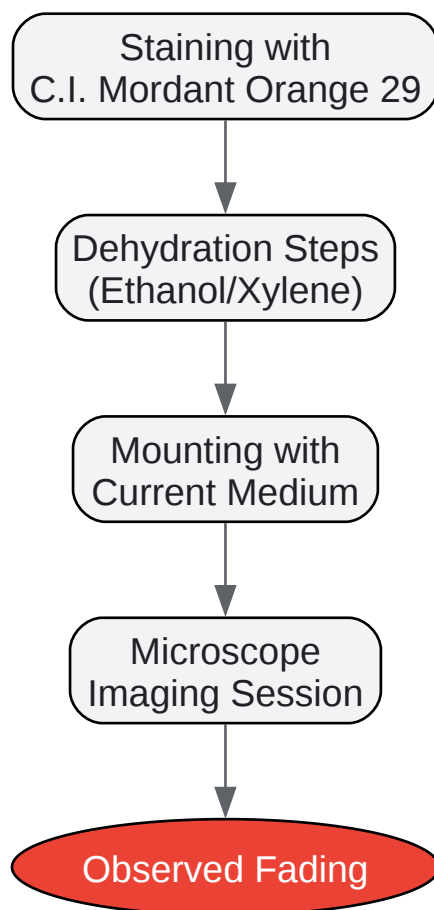 Staining with
C.I. Mordant Orange 29
Dehydration Steps
(Ethanol/Xylene)
Mounting with
Current Medium
Microscope
Imaging Session
Observed Fading